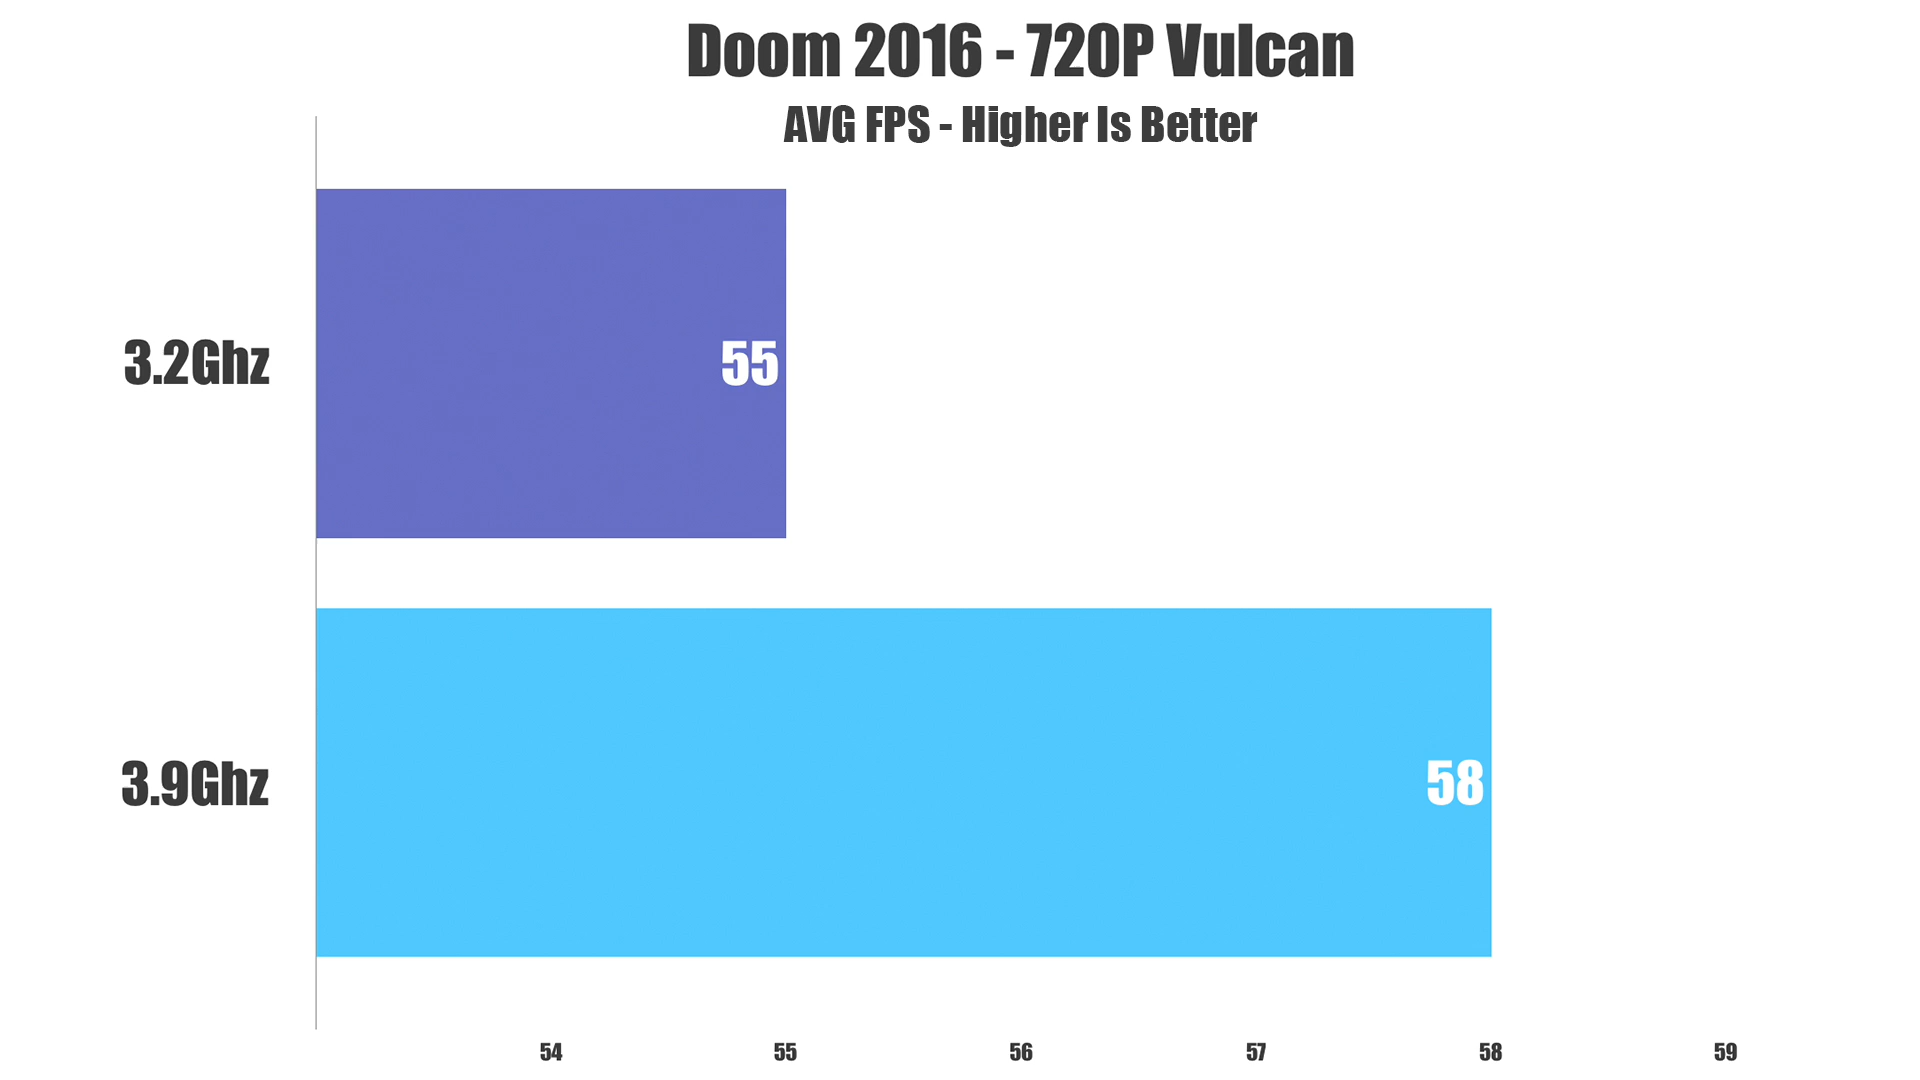 Doom 2016 - 720P Vulcan
AVG FPS - Higher Is Better
3.2Ghz
55
3.9Ghz
58
54 55 56 57 58 59